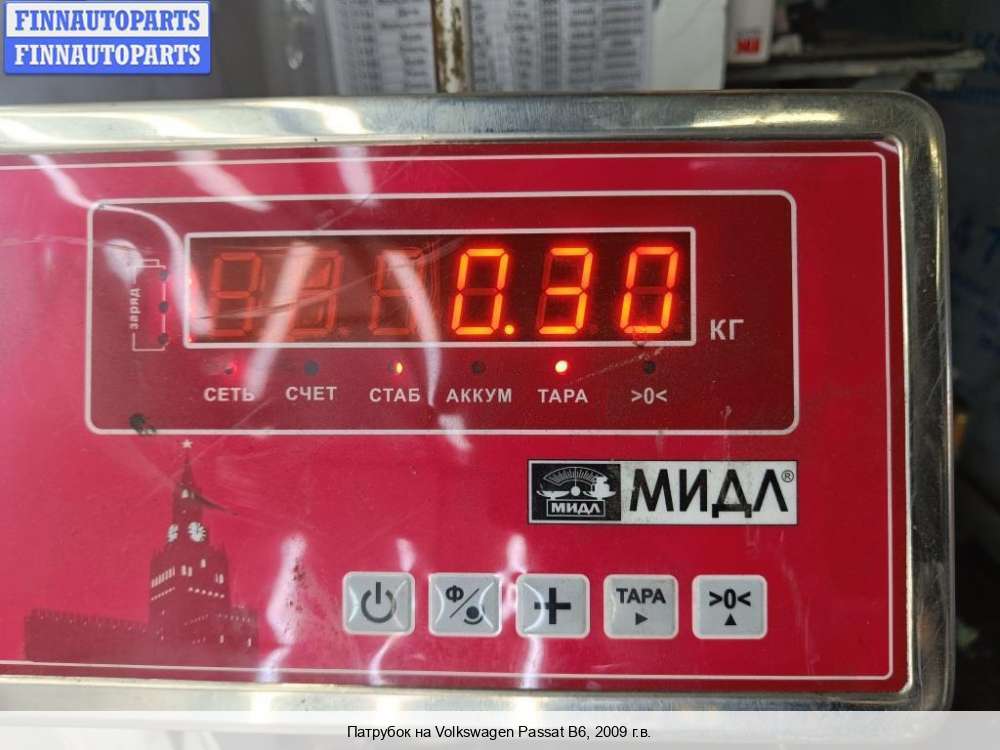 FINNAUTOPARTS
FINNAUTOPARTS
0.30
КГ
заряд
СЕТЬ СЧЕТ СТАБ АККУМ ТАРА >0<
МИДЛ МИДЛ®
Ф ТАРА >0<
Патрубок на Volkswagen Passat B6, 2009 г.в.